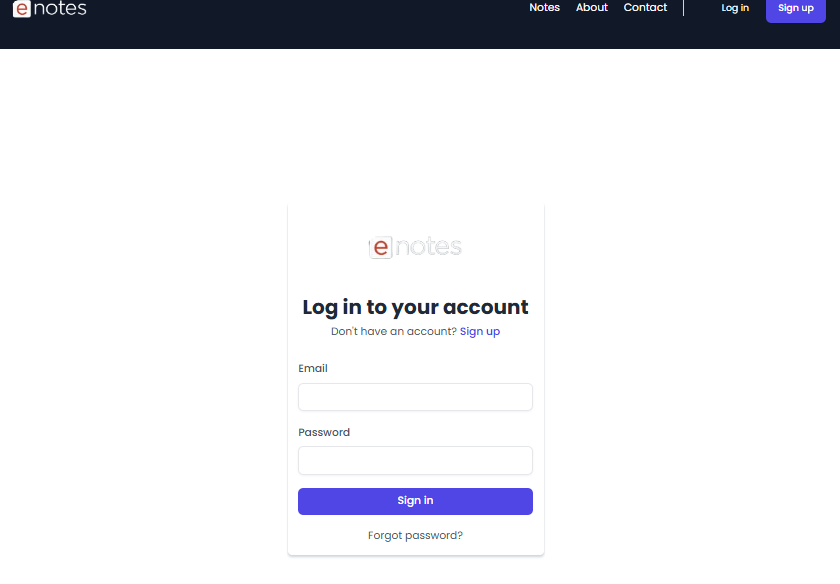 enotes Notes About Contact Log in Sign up
enotes
Log in to your account
Don't have an account? Sign up
Email
Password
Sign in
Forgot password?